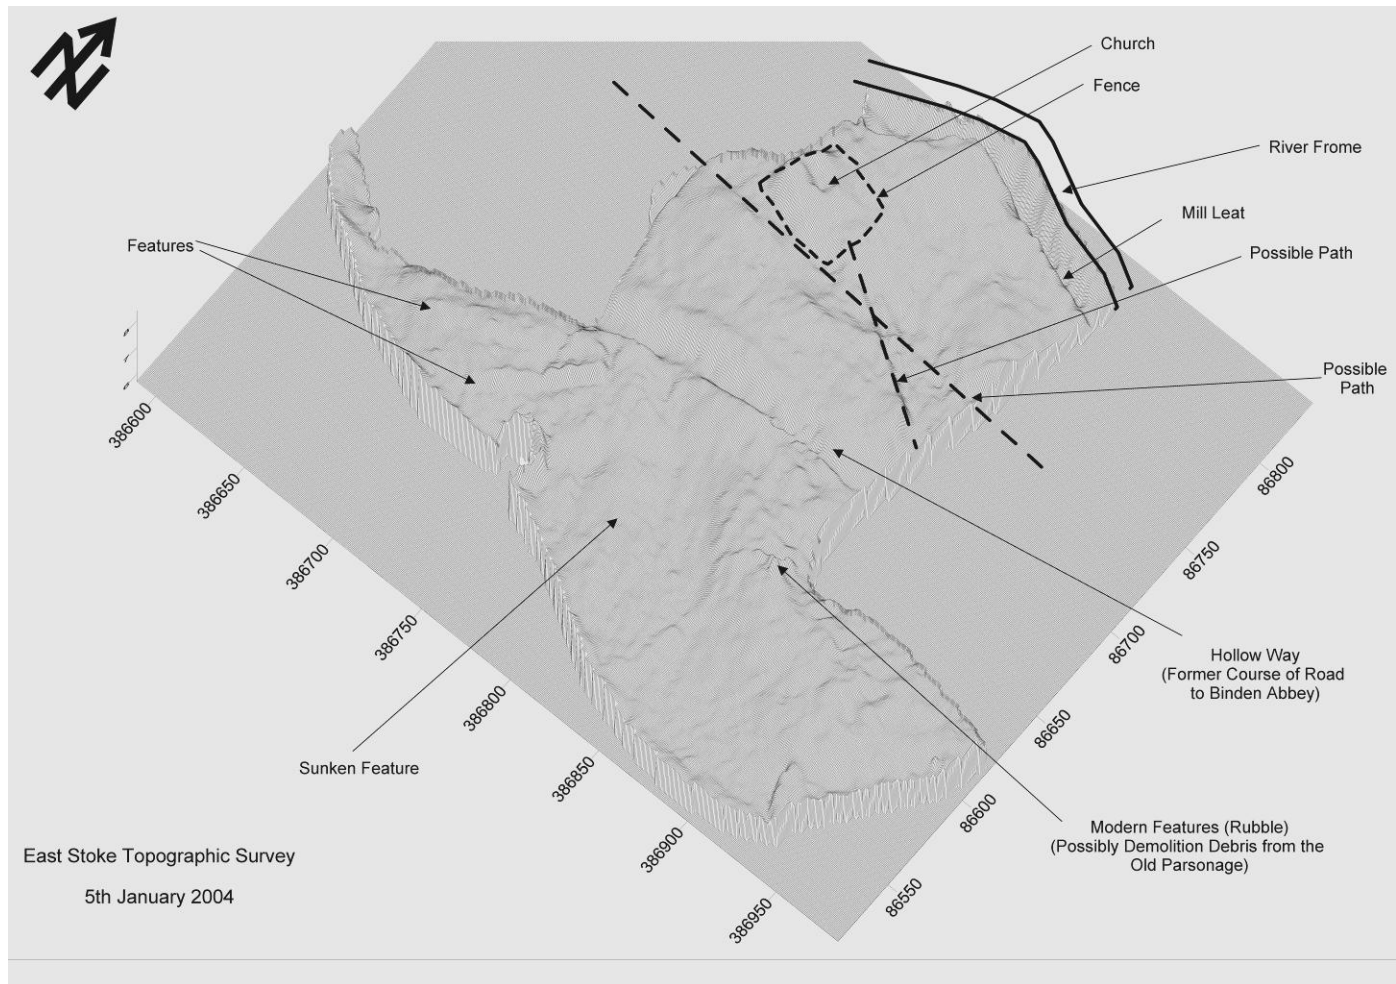 Church
Fence
River Frome
Mill Leat
Possible Path
Possible
Path
Features
386600
386650
386700
386750
386800
386850
386900
386950
86800
86750
86700
86650
86600
86550
Hollow Way
(Former Course of Road
to Binden Abbey)
Sunken Feature
Modern Features (Rubble)
(Possibly Demolition Debris from the
Old Parsonage)
East Stoke Topographic Survey
5th January 2004